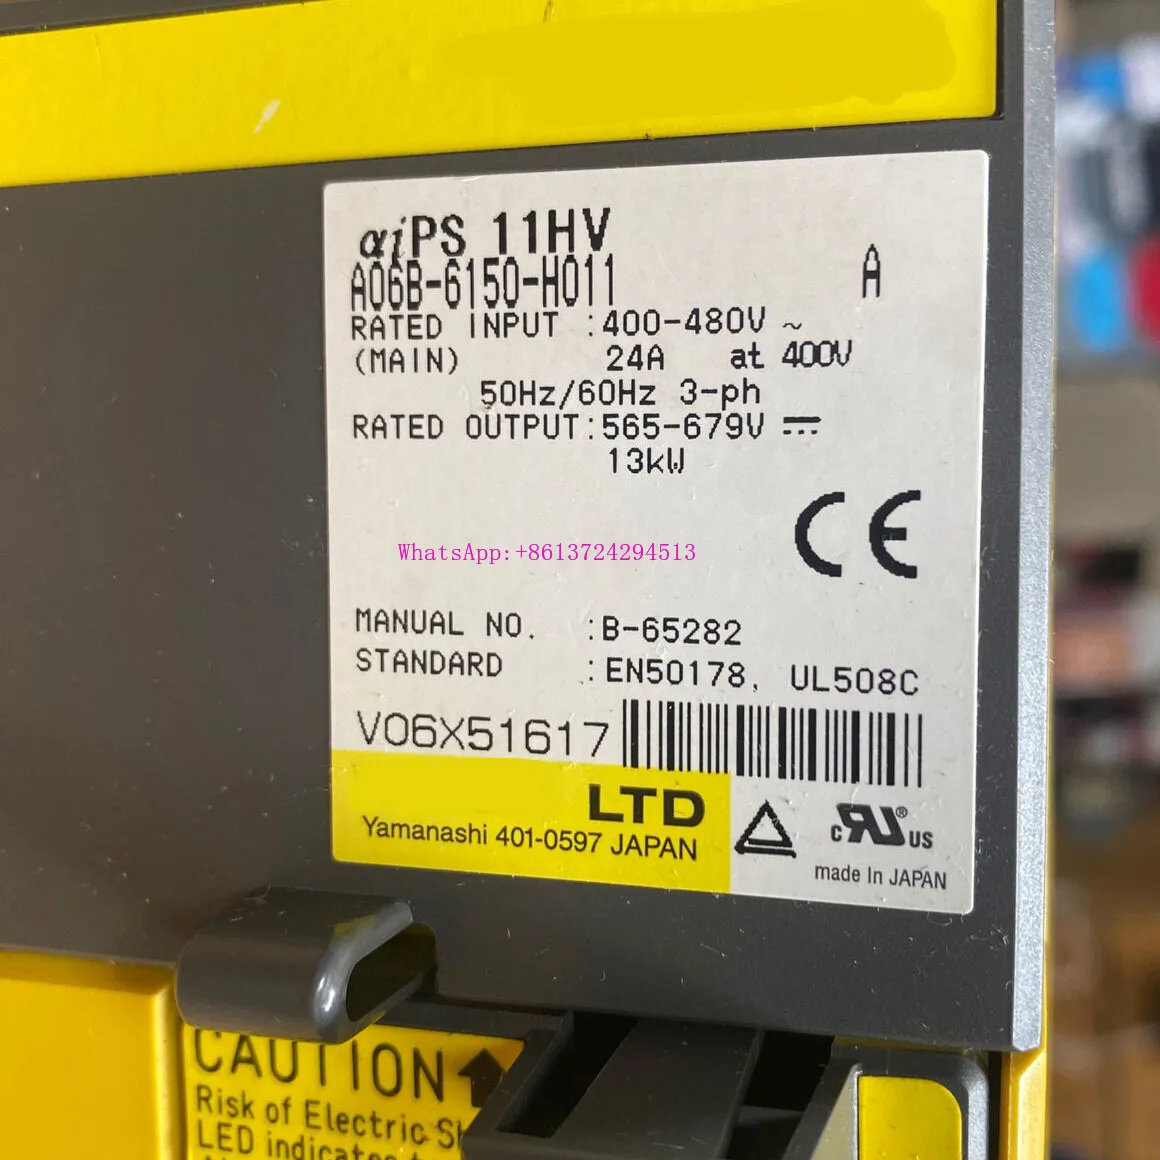 αiPS 11HV
A06B-6150-H011 A
RATED INPUT :400-480V ~
(MAIN) 24A at 400V
50Hz/60Hz 3-ph
RATED OUTPUT:565-679V ⎓
13kW
CE
WhatsApp:+8613724294513
MANUAL NO. :B-65282
STANDARD :EN50178, UL508C
V06X51617
LTD
Yamanashi 401-0597 JAPAN
c RU ® US
made In JAPAN
CAUTION
Risk of Electric
LED